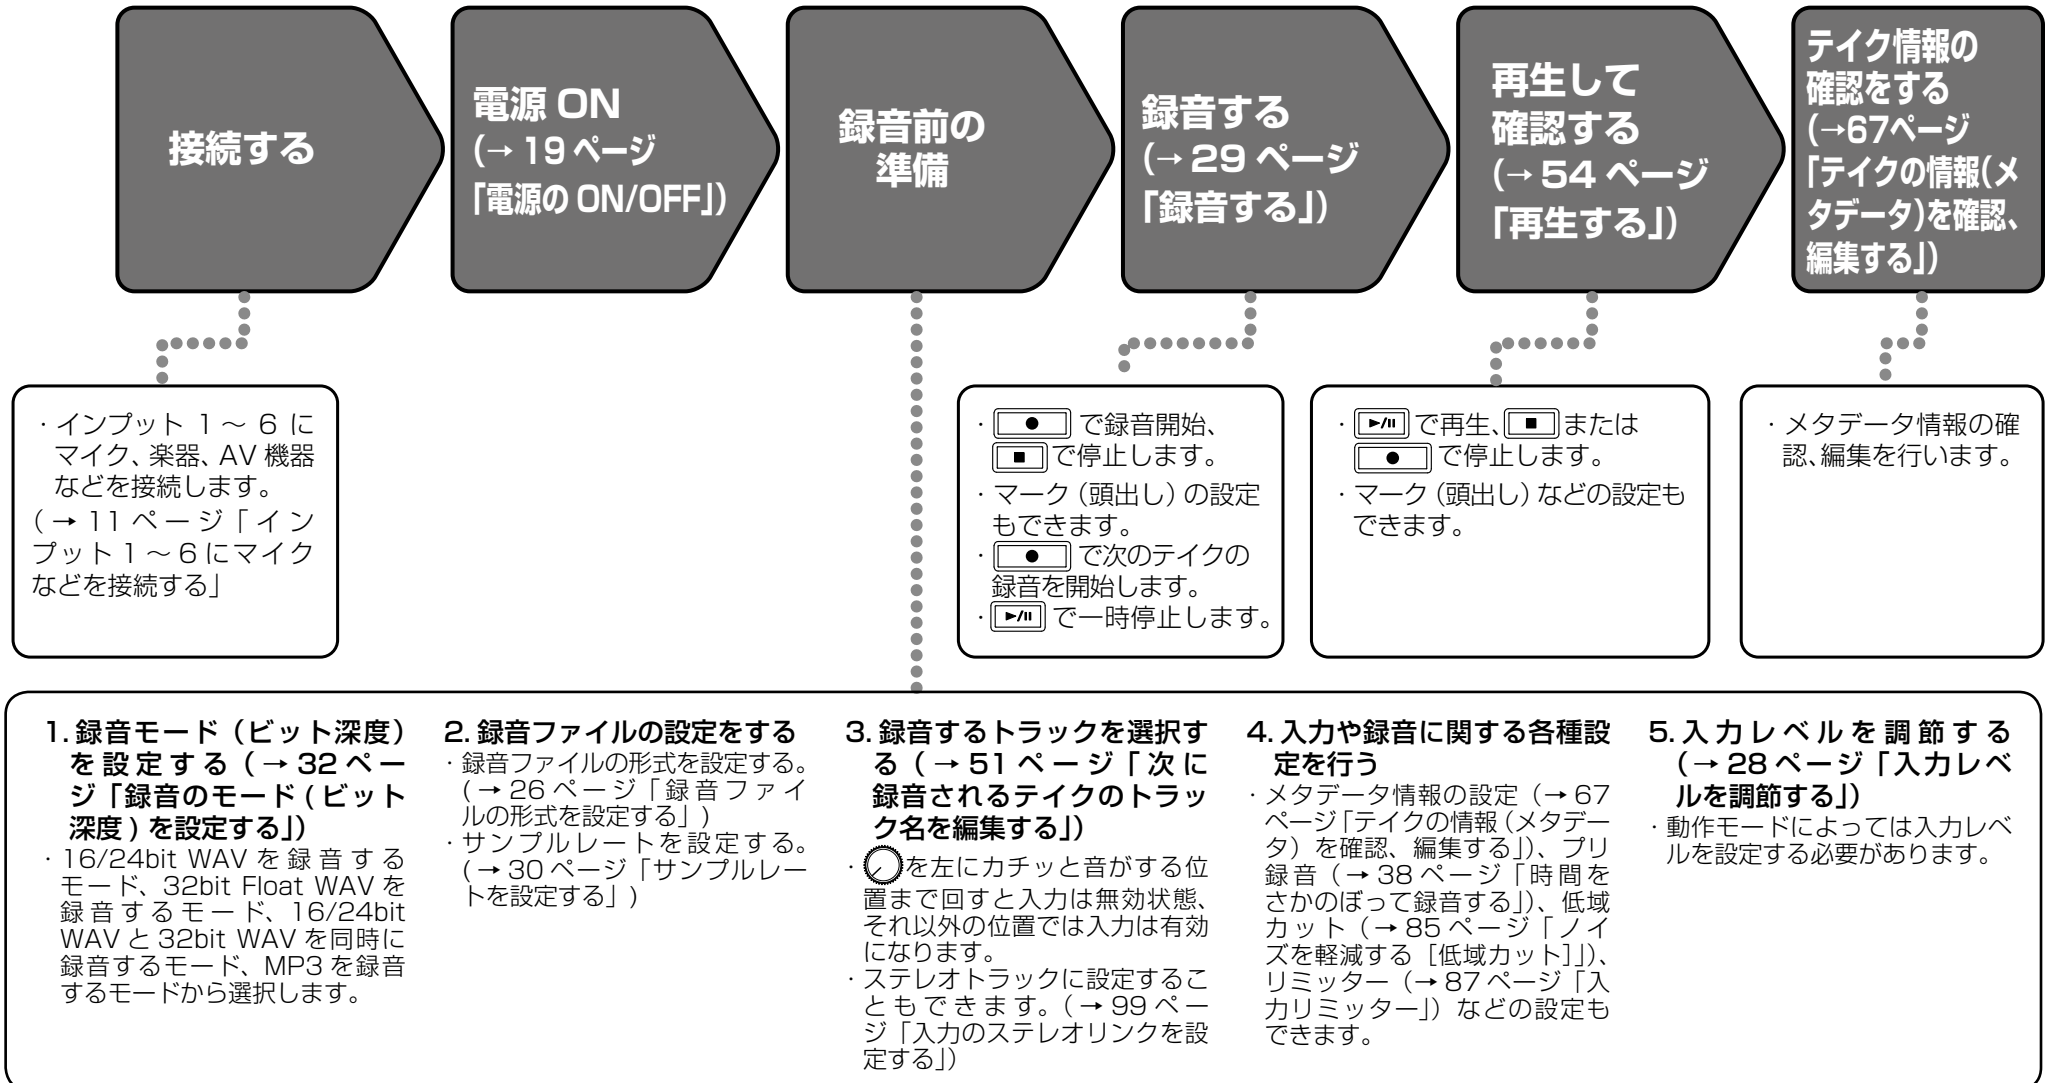 接続する
電源 ON
(→ 19 ページ
「電源の ON/OFF」)
録音前の
準備
録音する
(→ 29 ページ
「録音する」)
再生して
確認する
(→ 54 ページ
「再生する」)
テイク情報の
確認をする
(→67ページ
「テイクの情報(メ
タデータ)を確認、
編集する」)
・インプット 1 ～ 6 に
マイク、楽器、AV 機器
などを接続します。
(→ 11 ページ「イン
プット 1 ～ 6 にマイク
などを接続する」
・ で録音開始、
で停止します。
・マーク（頭出し）の設定
もできます。
・ で次のテイクの
録音を開始します。
・ で一時停止します。
・ で再生、 または
で停止します。
・マーク（頭出し）などの設定も
できます。
・メタデータ情報の確
認、編集を行います。
1. 録音モード（ビット深度）
を設定する（→ 32 ペー
ジ「録音のモード ( ビット
深度 ) を設定する」）
・16/24bit WAV を録音する
モード、32bit Float WAV を
録音するモード、16/24bit
WAV と 32bit WAV を同時に
録音するモード、MP3 を録音
するモードから選択します。
2. 録音ファイルの設定をする
・録音ファイルの形式を設定する。
(→ 26 ページ「録音ファイ
ルの形式を設定する」)
・サンプルレートを設定する。
(→ 30 ページ「サンプルレー
トを設定する」)
3. 録音するトラックを選択す
る（→ 51 ページ「次に
録音されるテイクのトラッ
ク名を編集する」）
・ を左にカチッと音がする位
置まで回すと入力は無効状態、
それ以外の位置では入力は有効
になります。
・ステレオトラックに設定するこ
ともできます。(→ 99 ペー
ジ「入力のステレオリンクを設
定する」)
4. 入力や録音に関する各種設
定を行う
・メタデータ情報の設定（→ 67
ページ「テイクの情報（メタデー
タ）を確認、編集する」）、プリ
録音（→ 38 ページ「時間を
さかのぼって録音する」）、低域
カット（→ 85 ページ「ノイ
ズを軽減する［低域カット］」）、
リミッター（→ 87 ページ「入
力リミッター」）などの設定も
できます。
5. 入力レベルを調節する
（→ 28 ページ「入力レベ
ルを調節する」）
・動作モードによっては入力レベ
ルを設定する必要があります。